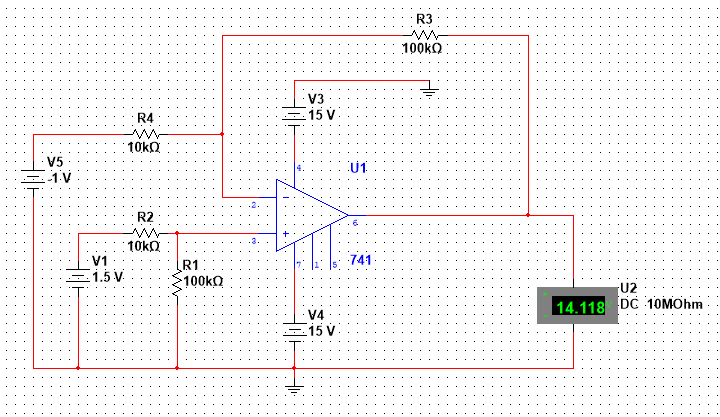 R3
100kΩ
V3
15 V
R4
10kΩ
V5
-1 V
4
U1
2
6
R2
10kΩ
3
V1
1.5 V
R1
100kΩ
7
1
5
741
U2
DC 10MOhm
14.118
V4
15 V